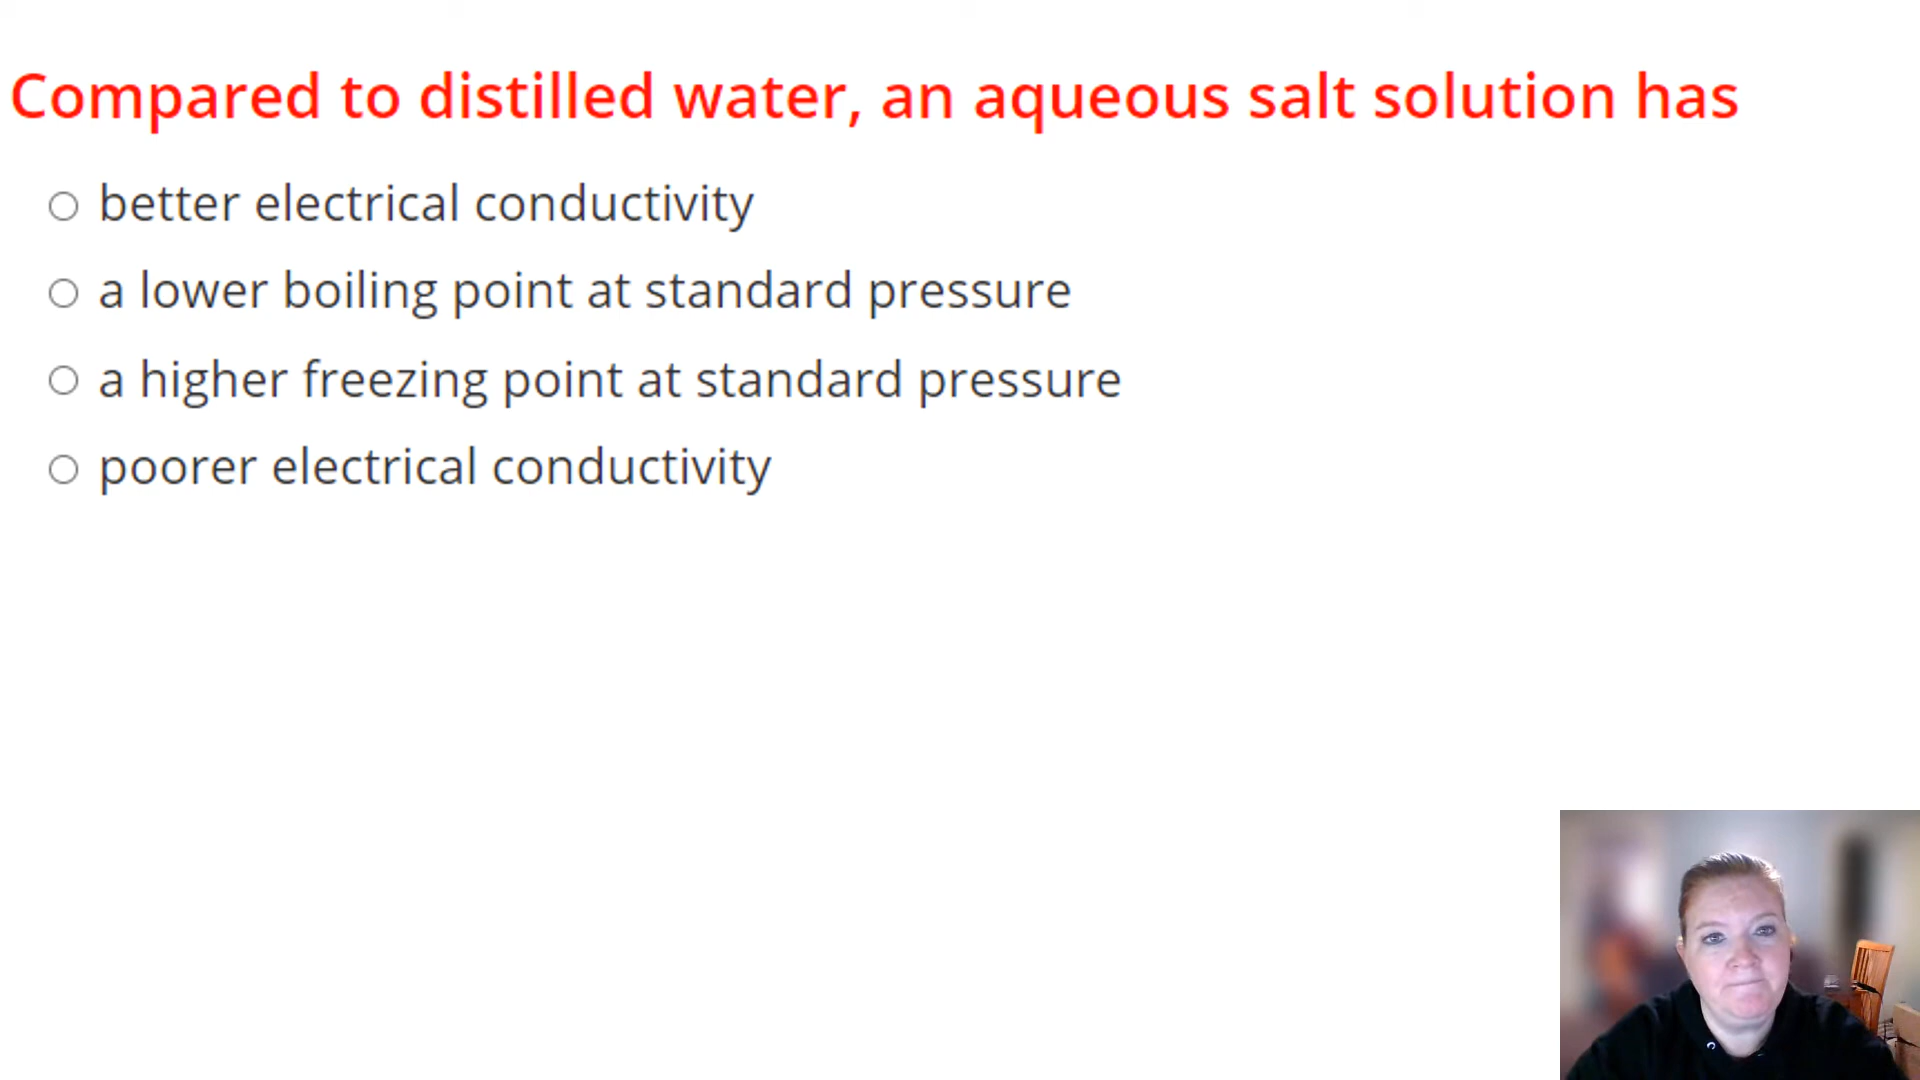 Compared to distilled water, an aqueous salt solution has
better electrical conductivity
a lower boiling point at standard pressure
a higher freezing point at standard pressure
poorer electrical conductivity